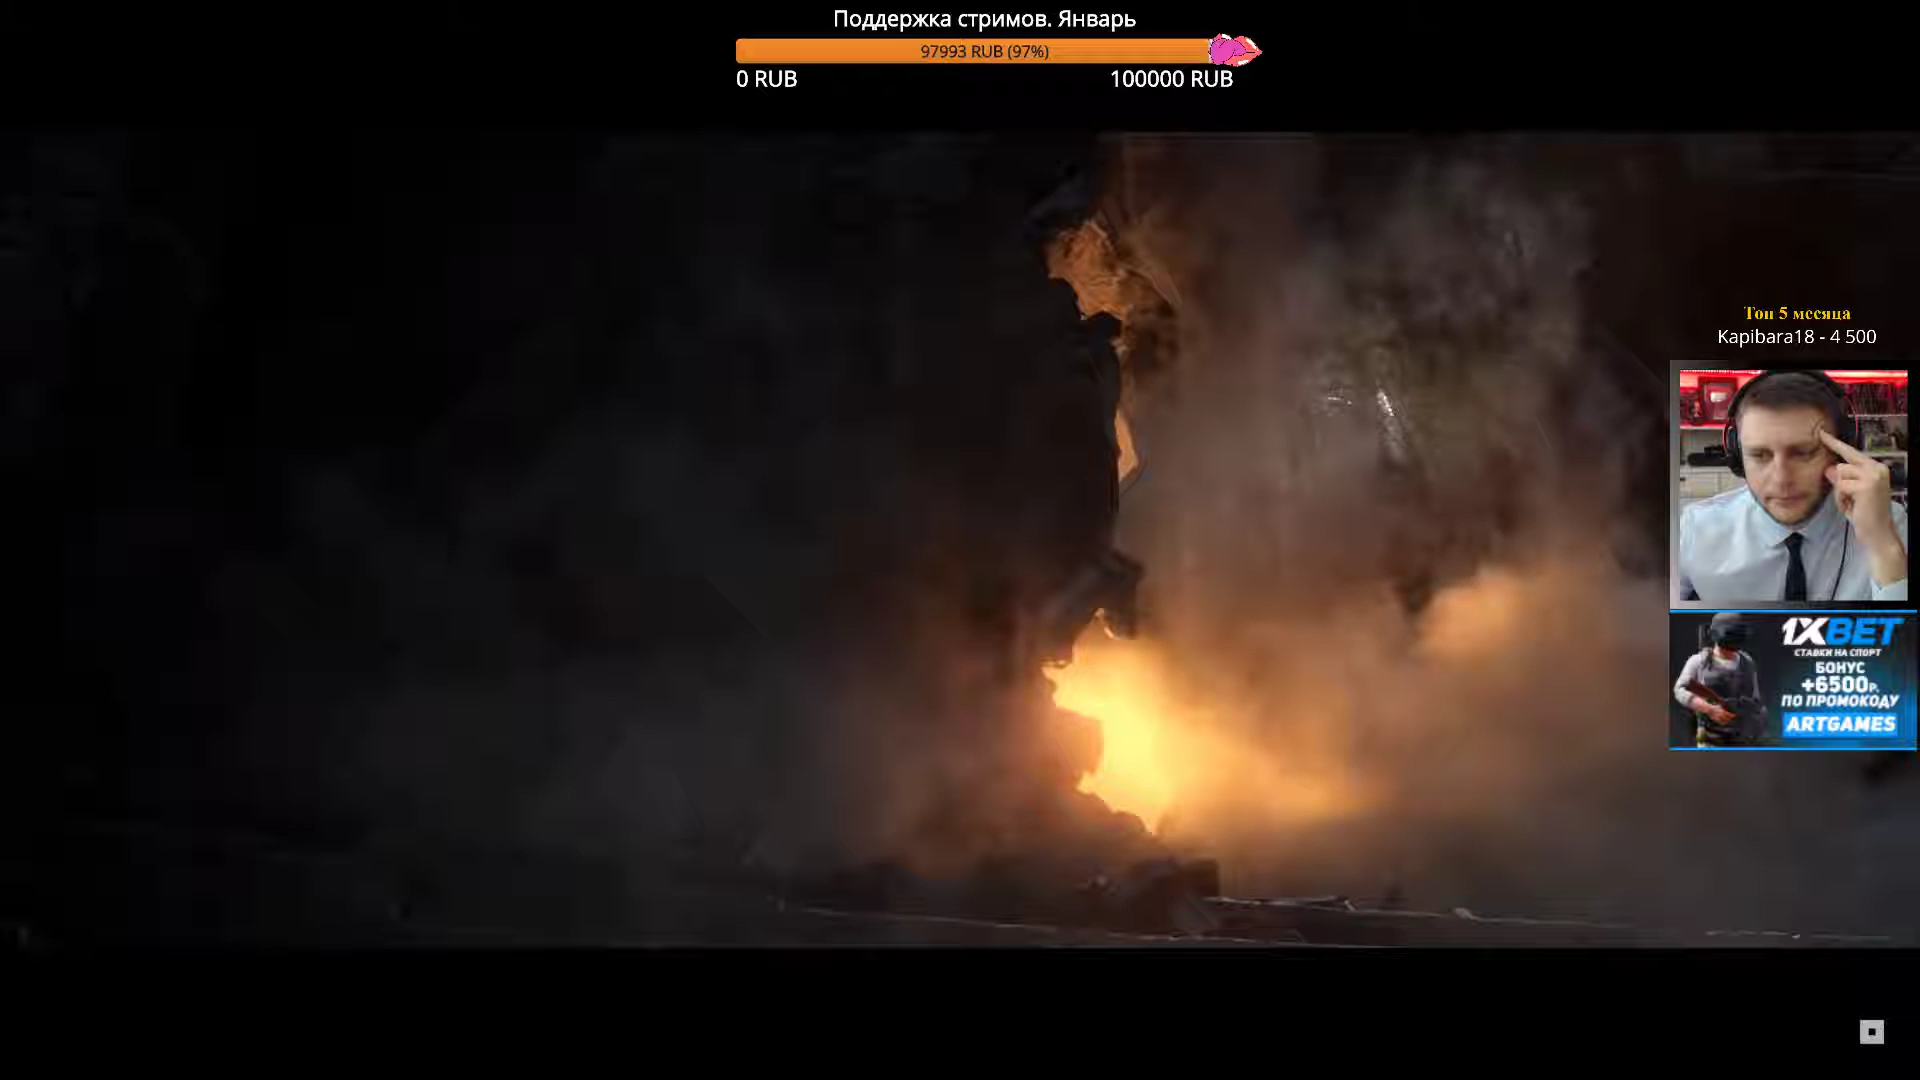 Поддержка стримов. Январь
97993 RUB (97%)
0 RUB
100000 RUB
Топ 5 месяца
Kapibara18 - 4 500
1XBET
СТАВКИ НА СПОРТ
БОНУС
+6500Р.
ПО ПРОМОКОДУ
ARTGAMES